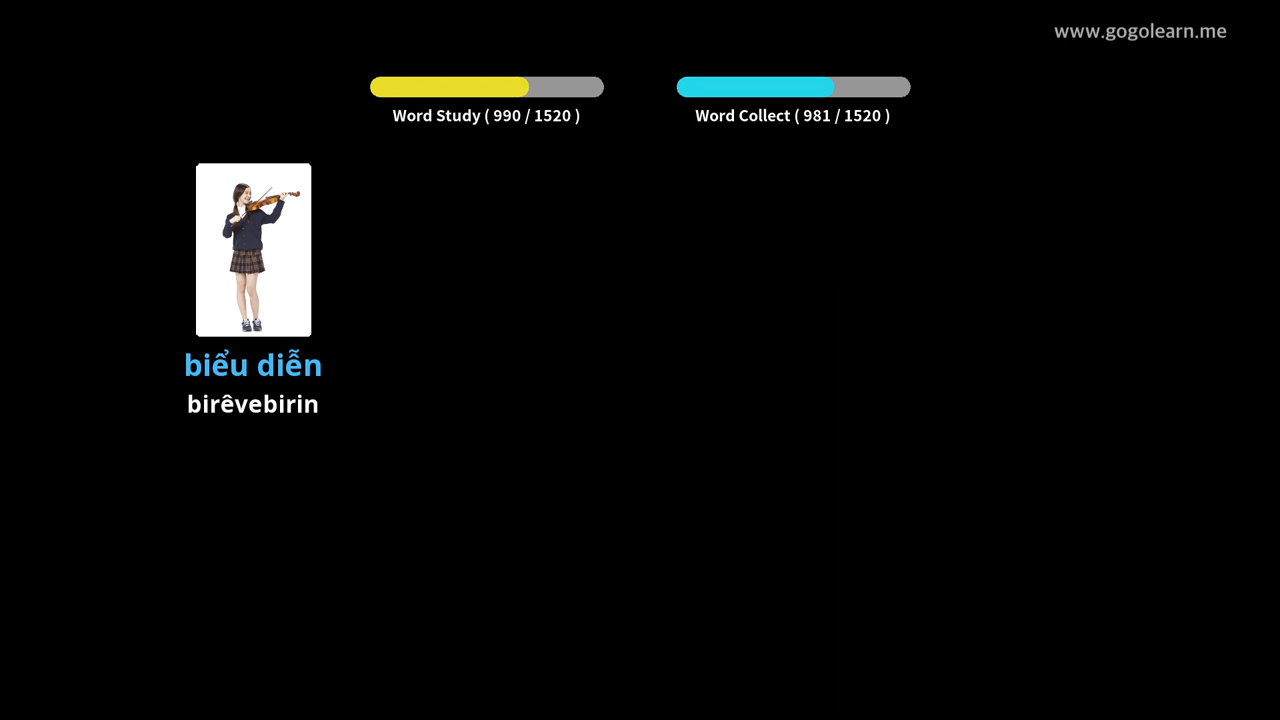 www.gogolearn.me
Word Study ( 990 / 1520 )
Word Collect ( 981 / 1520 )
biểu diễn
birêvebirin